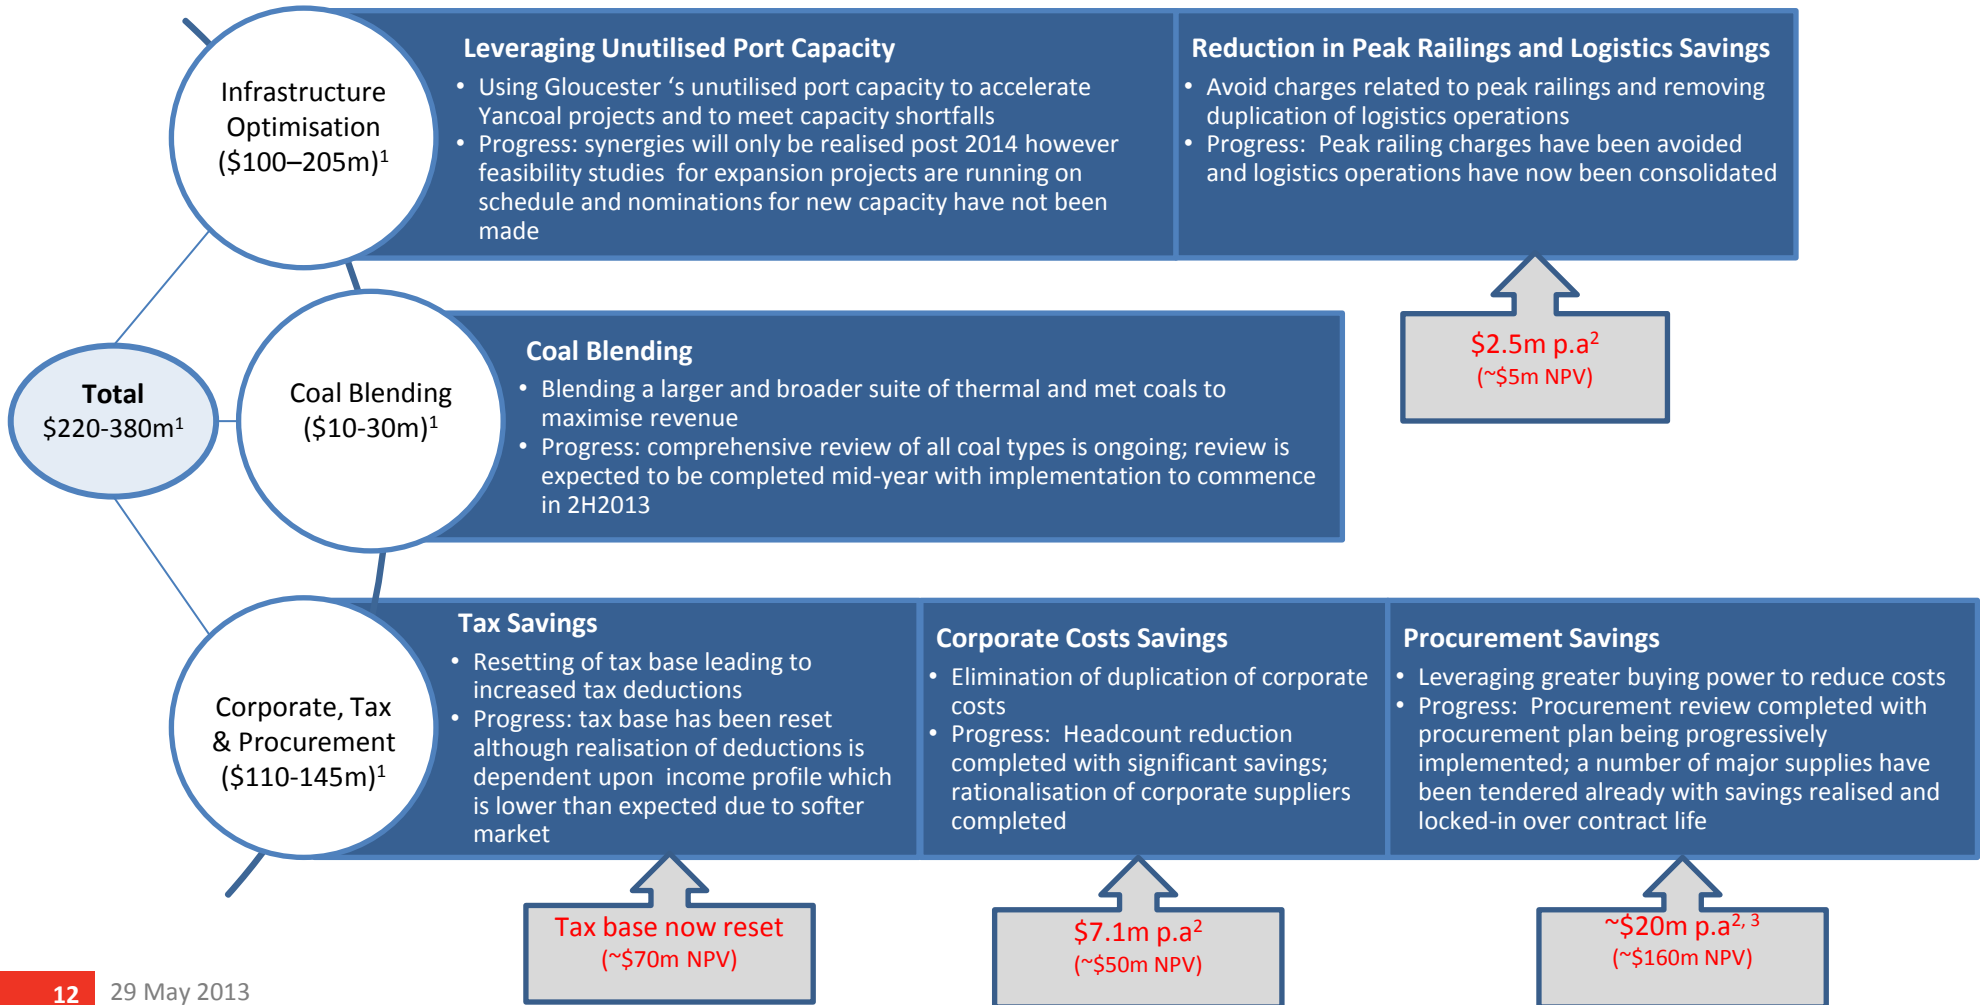 Infrastructure
Optimisation
($100–205m)1
Leveraging Unutilised Port Capacity
• Using Gloucester ‘s unutilised port capacity to accelerate
Yancoal projects and to meet capacity shortfalls
• Progress: synergies will only be realised post 2014 however
feasibility studies for expansion projects are running on
schedule and nominations for new capacity have not been
made
Reduction in Peak Railings and Logistics Savings
• Avoid charges related to peak railings and removing
duplication of logistics operations
• Progress: Peak railing charges have been avoided
and logistics operations have now been consolidated
$2.5m p.a2
(~$5m NPV)
Total
$220-380m1
Coal Blending
($10-30m)1
Coal Blending
• Blending a larger and broader suite of thermal and met coals to
maximise revenue
• Progress: comprehensive review of all coal types is ongoing; review is
expected to be completed mid-year with implementation to commence
in 2H2013
Corporate, Tax
& Procurement
($110-145m)1
Tax Savings
• Resetting of tax base leading to
increased tax deductions
• Progress: tax base has been reset
although realisation of deductions is
dependent upon income profile which
is lower than expected due to softer
market
Corporate Costs Savings
• Elimination of duplication of corporate
costs
• Progress: Headcount reduction
completed with significant savings;
rationalisation of corporate suppliers
completed
Procurement Savings
• Leveraging greater buying power to reduce costs
• Progress: Procurement review completed with
procurement plan being progressively
implemented; a number of major supplies have
been tendered already with savings realised and
locked-in over contract life
Tax base now reset
(~$70m NPV)
$7.1m p.a2
(~$50m NPV)
~$20m p.a2, 3
(~$160m NPV)
12 29 May 2013